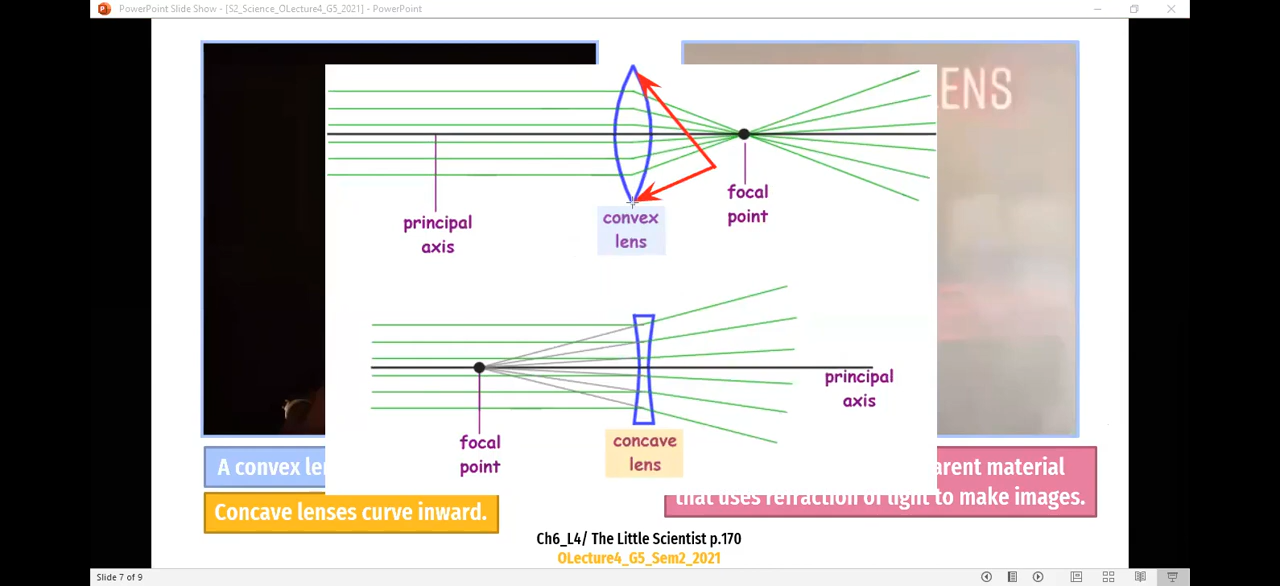 PowerPoint Slide Show - [S2_Science_OLecture4_G5_2021] - PowerPoint
ENS
principal
axis
convex
lens
focal
point
focal
point
concave
lens
principal
axis
A convex
Concave lenses curve inward.
material
that uses refraction of light to make images.
Ch6_L4/ The Little Scientist p.170
OLecture4_G5_Sem2_2021
Slide 7 of 9